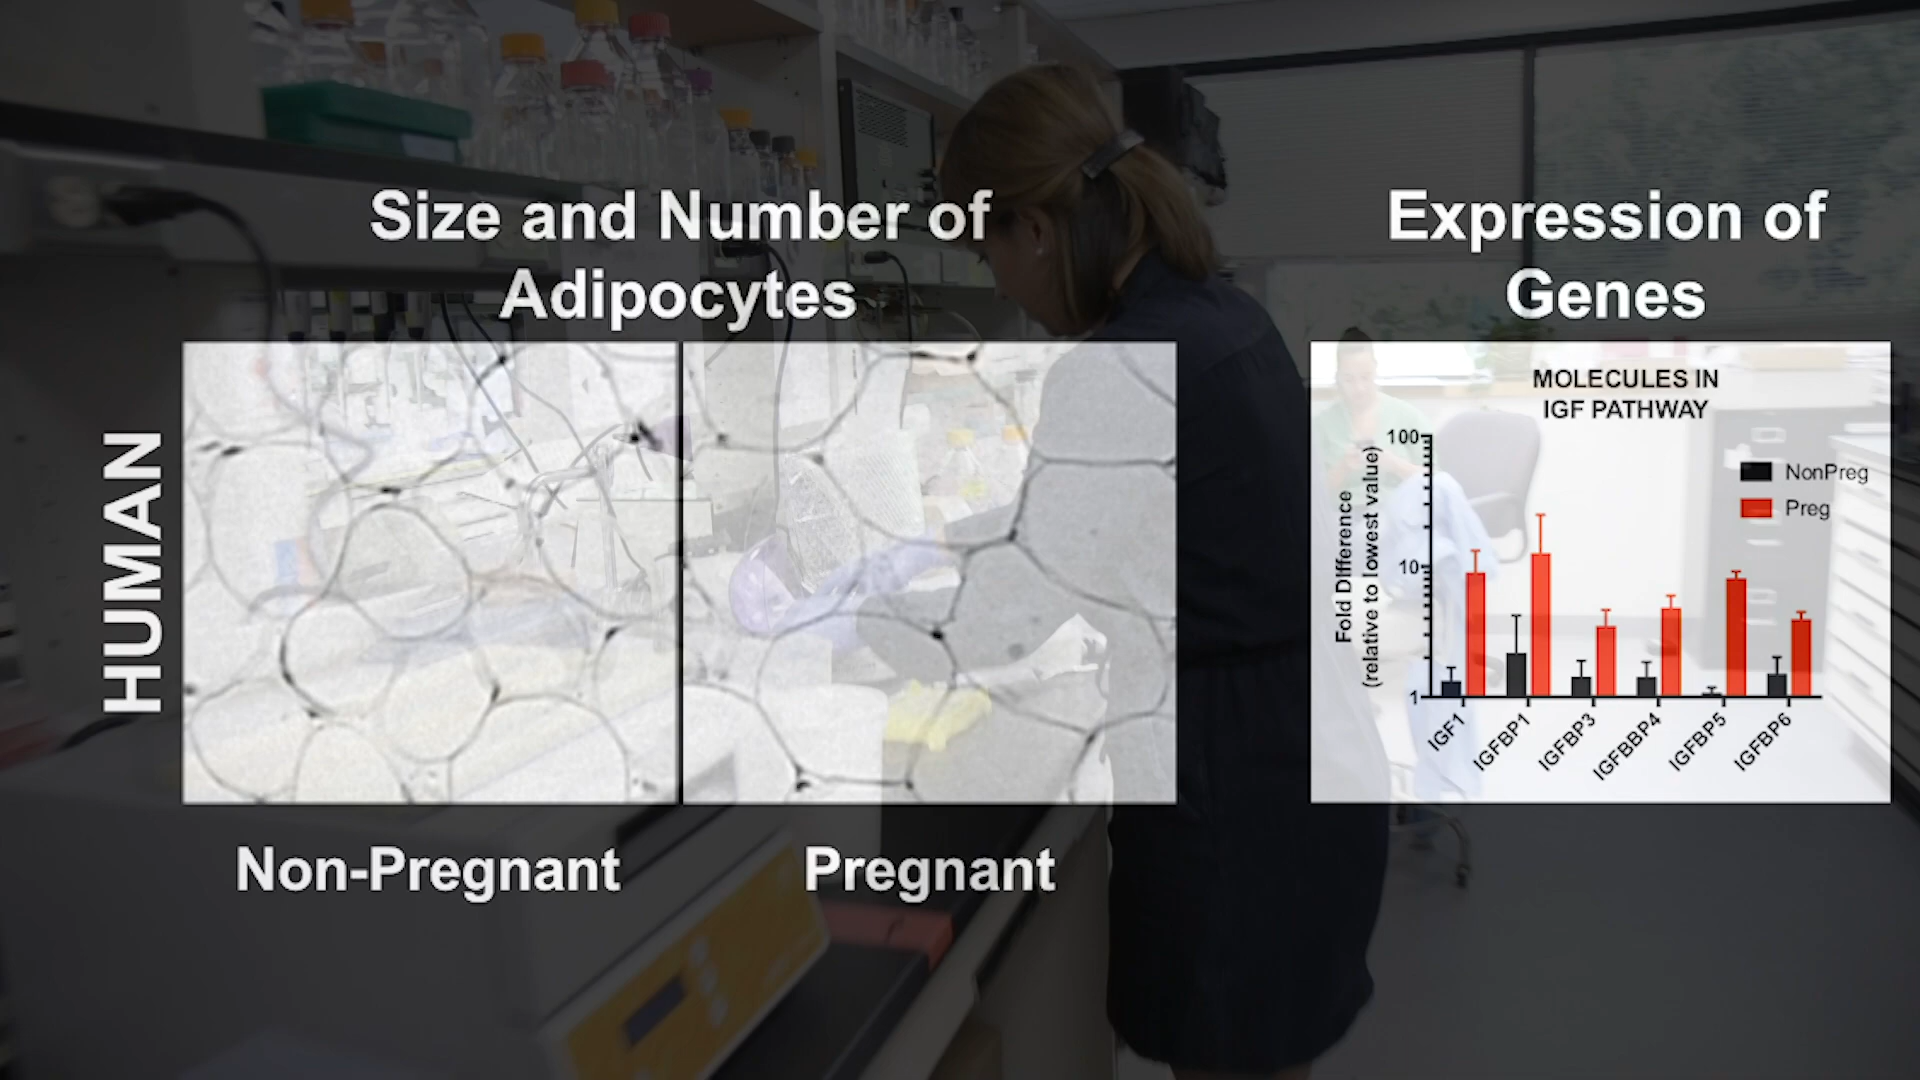 Size and Number of
Adipocytes
Expression of
Genes
HUMAN
MOLECULES IN
IGF PATHWAY
Fold Difference
(relative to lowest value)
100
10
1
NonPreg
Preg
IGF1
IGFBP1
IGFBP3
IGFBBP4
IGFBP5
IGFBP6
Non-Pregnant
Pregnant